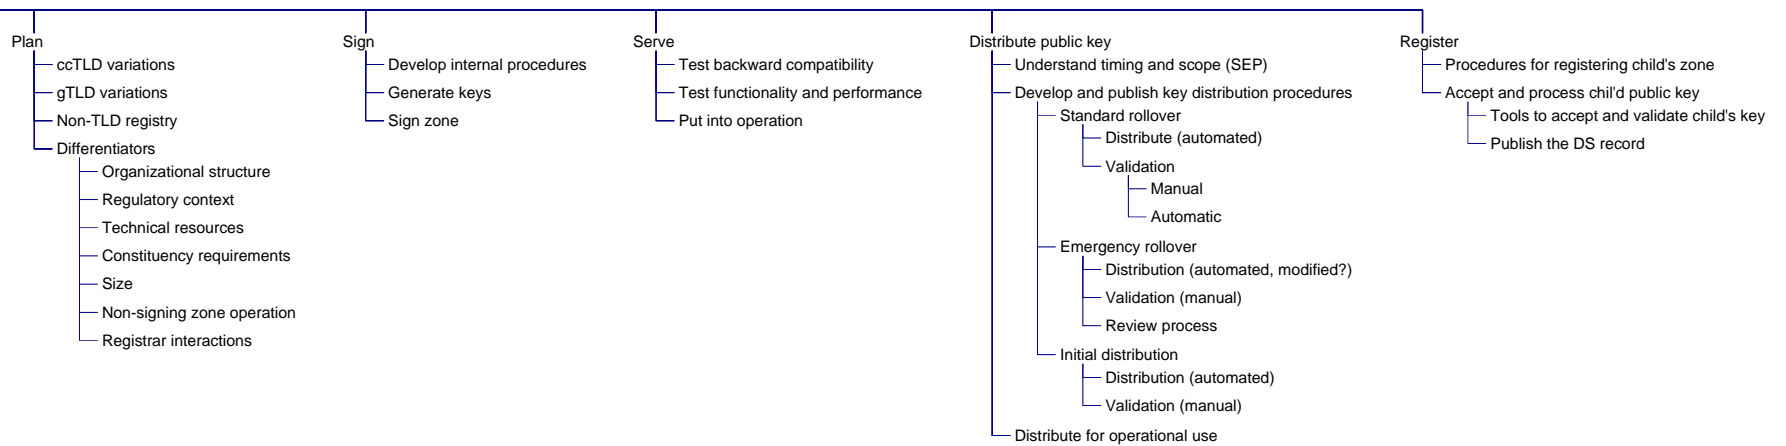 Plan
ccTLD variations
gTLD variations
Non-TLD registry
Differentiators
Organizational structure
Regulatory context
Technical resources
Constituency requirements
Size
Non-signing zone operation
Registrar interactions
Sign
Develop internal procedures
Generate keys
Sign zone
Serve
Test backward compatibility
Test functionality and performance
Put into operation
Distribute public key
Understand timing and scope (SEP)
Develop and publish key distribution procedures
Standard rollover
Distribute (automated)
Validation
Manual
Automatic
Emergency rollover
Distribution (automated, modified?)
Validation (manual)
Review process
Initial distribution
Distribution (automated)
Validation (manual)
Distribute for operational use
Register
Procedures for registering child's zone
Accept and process chil'd public key
Tools to accept and validate child's key
Publish the DS record